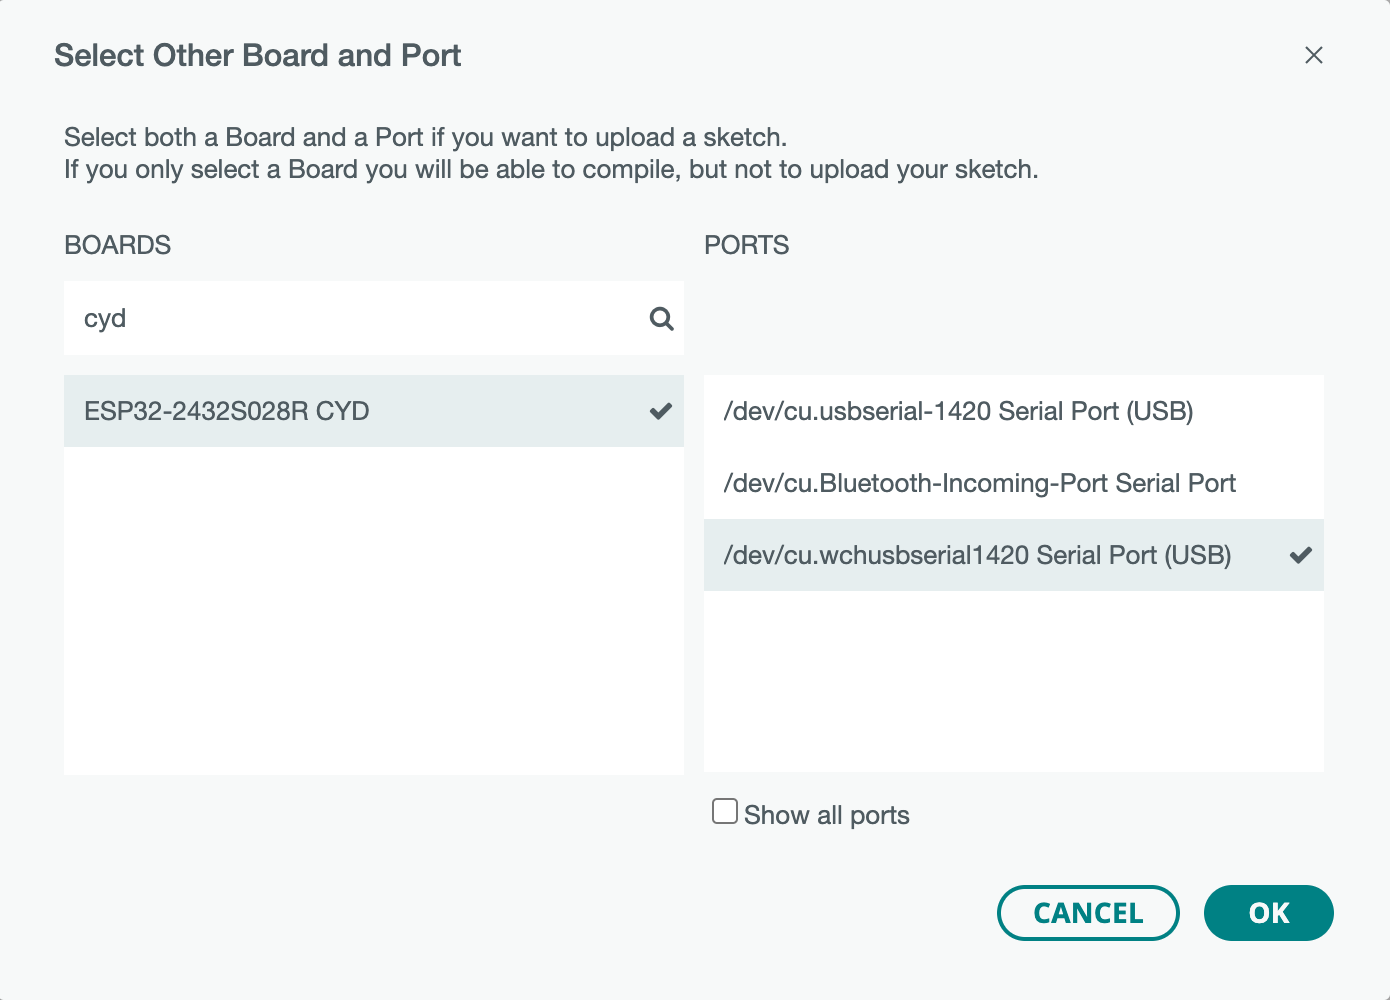 Select Other Board and Port
Select both a Board and a Port if you want to upload a sketch.
If you only select a Board you will be able to compile, but not to upload your sketch.
BOARDS
cyd
ESP32-2432S028R CYD
PORTS
/dev/cu.usbserial-1420 Serial Port (USB)
/dev/cu.Bluetooth-Incoming-Port Serial Port
/dev/cu.wchusbserial1420 Serial Port (USB)
Show all ports
CANCEL
OK